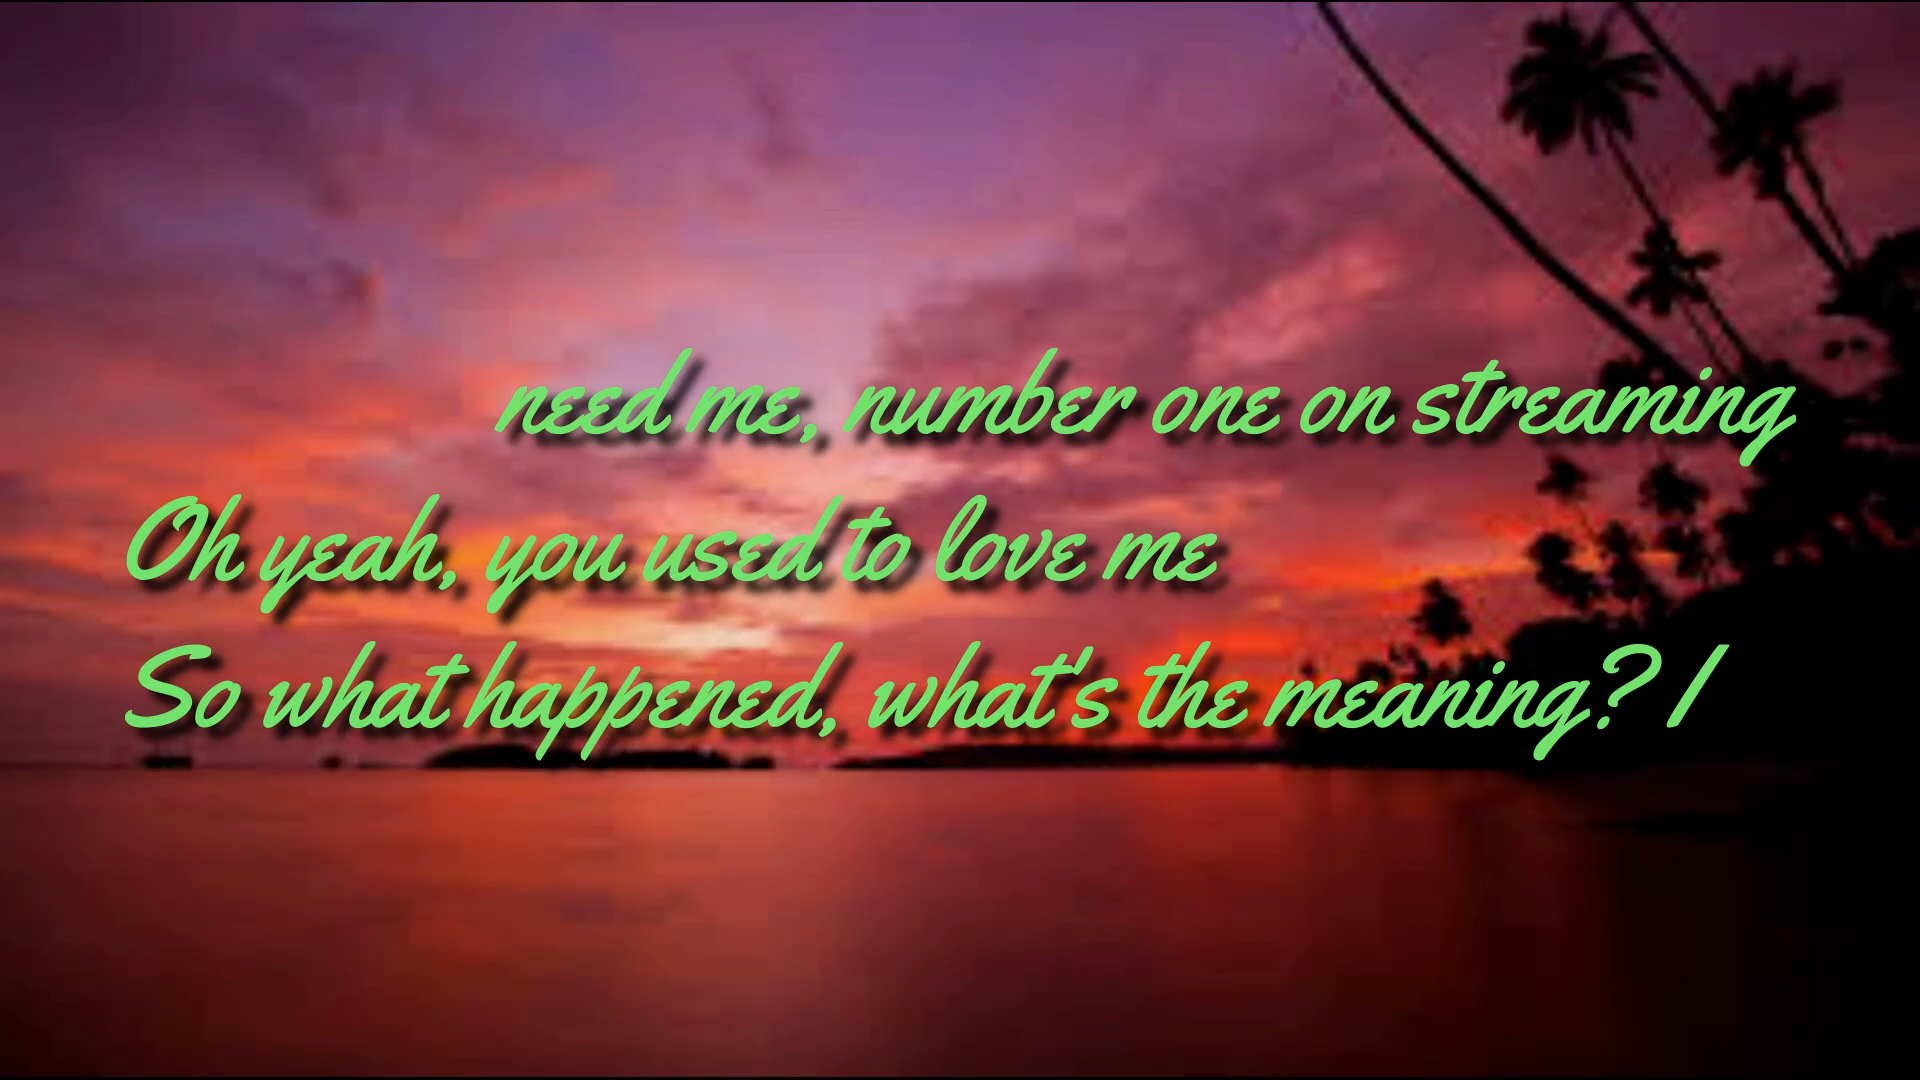 need me, number one on streaming
Oh yeah, you used to love me
So what happened, what's the meaning? I